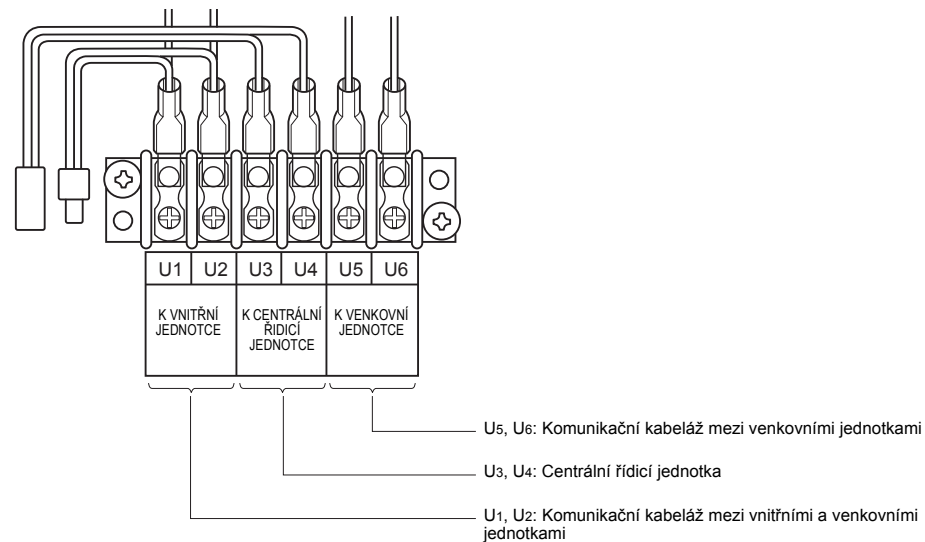 U1 U2 U3 U4 U5 U6
K VNITŘNÍ
JEDNOTCE
K CENTRÁLNÍ
ŘIDICÍ
JEDNOTCE
K VENKOVNÍ
JEDNOTCE
U5, U6: Komunikační kabeláž mezi venkovními jednotkami
U3, U4: Centrální řídicí jednotka
U1, U2: Komunikační kabeláž mezi vnitřními a venkovními
jednotkami